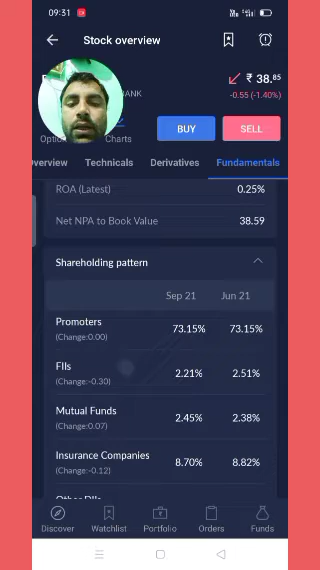 09:31
Stock overview
₹ 38.85
ANK
-0.55 (-1.40%)
Charts
BUY
SELL
verview
Technicals
Derivatives
Fundamentals
ROA (Latest)
0.25%
Net NPA to Book Value
38.59
Shareholding pattern
Sep 21
Jun 21
Promoters
73.15%
73.15%
(Change:0.00)
FIIs
2.21%
2.51%
(Change:-0.30)
Mutual Funds
2.45%
2.38%
(Change:0.07)
Insurance Companies
8.70%
8.82%
(Change:-0.12)
Other DIIs
Discover
Watchlist
Portfolio
Orders
Funds